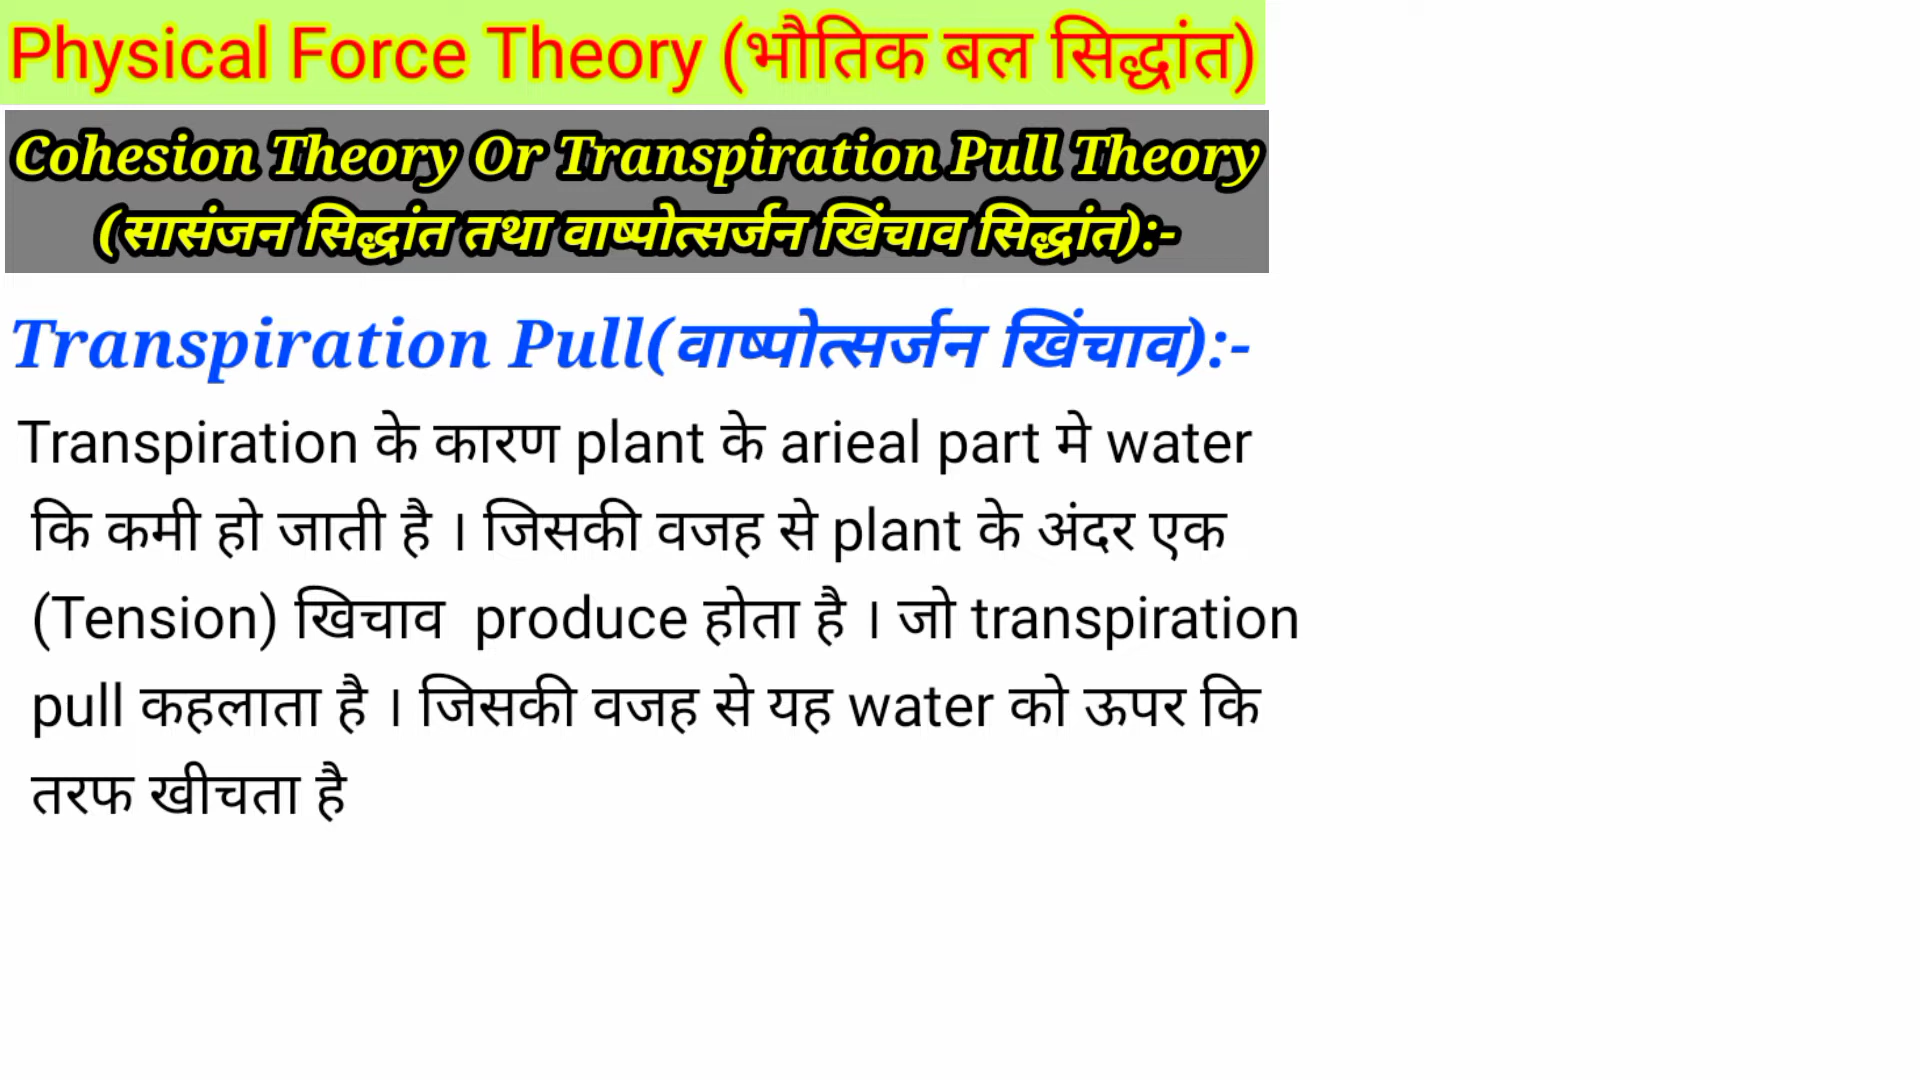 Physical Force Theory (भौतिक बल सिद्धांत)
Cohesion Theory Or Transpiration Pull Theory
(सासंजन सिद्धांत तथा वाष्पोत्सर्जन खिंचाव सिद्धांत):-
Transpiration Pull(वाष्पोत्सर्जन खिंचाव):-
Transpiration के कारण plant के arieal part मे water
कि कमी हो जाती है । जिसकी वजह से plant के अंदर एक
(Tension) खिचाव produce होता है । जो transpiration
pull कहलाता है । जिसकी वजह से यह water को ऊपर कि
तरफ खीचता है